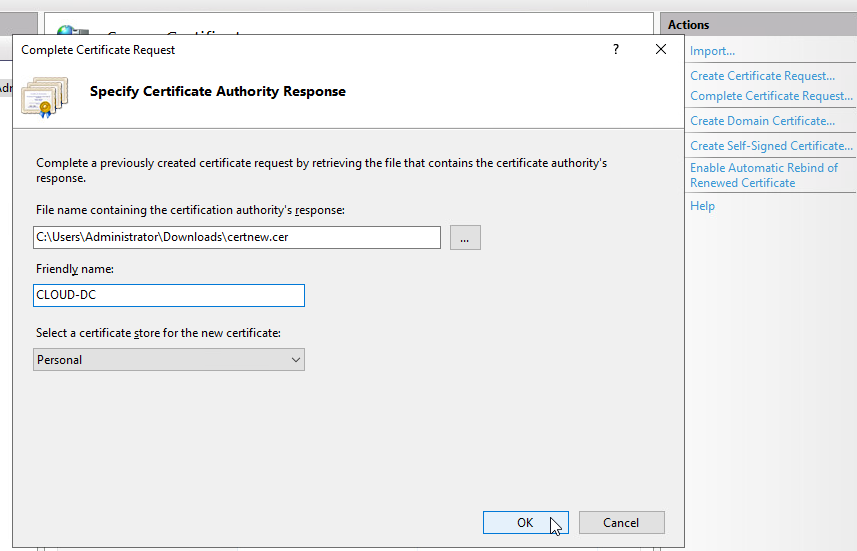 Complete Certificate Request
?
Specify Certificate Authority Response
Complete a previously created certificate request by retrieving the file that contains the certificate authority's
response.
File name containing the certification authority's response:
C:\Users\Administrator\Downloads\certnew.cer
...
Friendly name:
CLOUD-DC
Select a certificate store for the new certificate:
Personal
OK
Cancel
Actions
Import...
Create Certificate Request...
Complete Certificate Request...
Create Domain Certificate...
Create Self-Signed Certificate...
Enable Automatic Rebind of
Renewed Certificate
Help